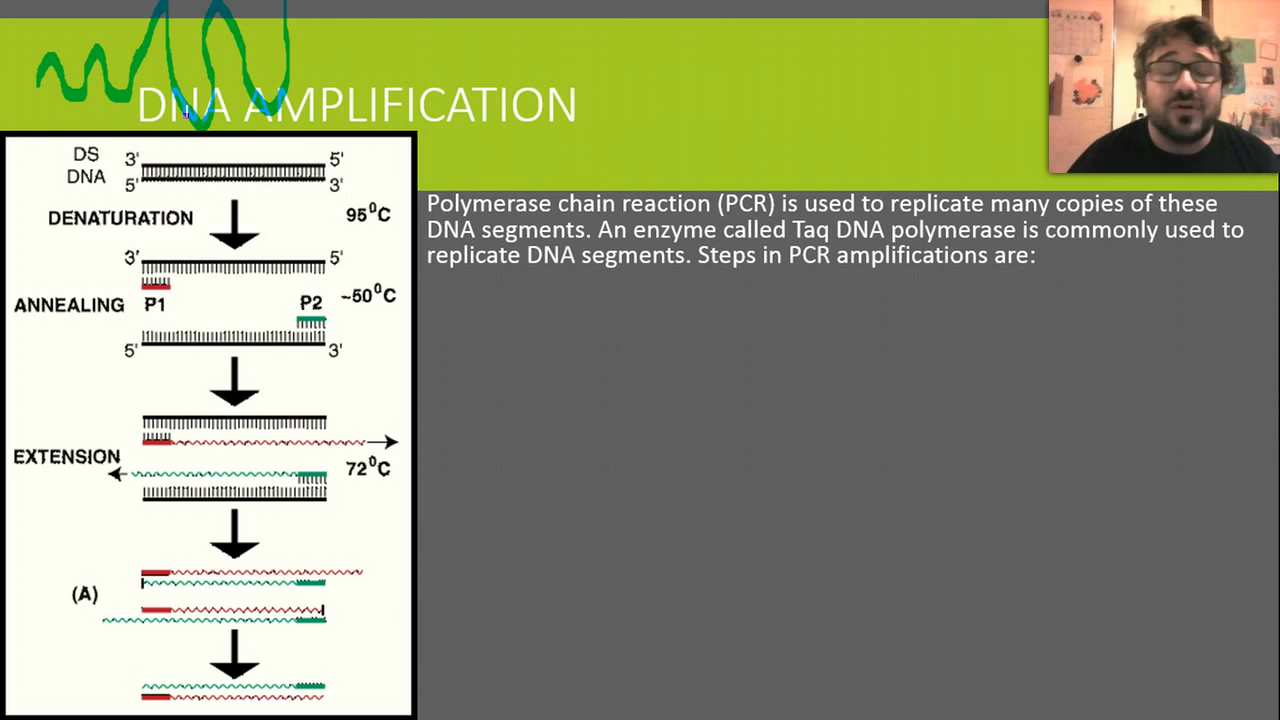 DNA AMPLIFICATION
DS DNA
3' 5'
5' 3'
DENATURATION 95⁰C
3' 5'
ANNEALING P1 P2 ~50⁰C
5' 3'
EXTENSION 72⁰C
(A)
Polymerase chain reaction (PCR) is used to replicate many copies of these
DNA segments. An enzyme called Taq DNA polymerase is commonly used to
replicate DNA segments. Steps in PCR amplifications are: